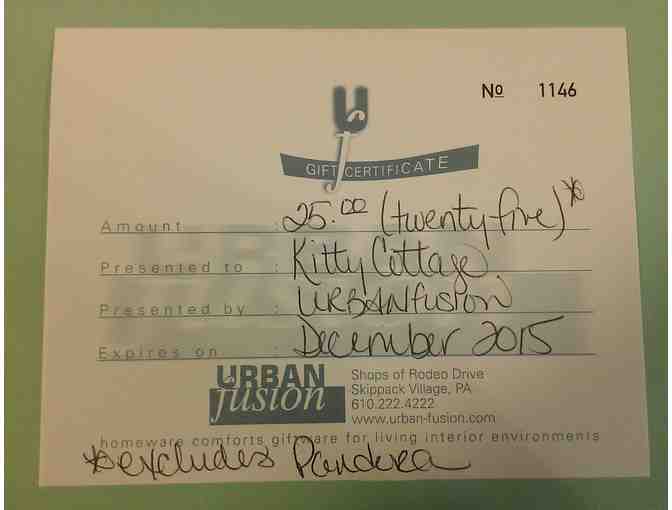 No 1146
uf
GIFT CERTIFICATE
Amount : 25.00 (twenty five)*
Presented to : Kitty Cottage
Presented by : URBANfusion
Expires on : December 2015
URBAN fusion
Shops of Rodeo Drive
Skippack Village, PA
610.222.4222
www.urban-fusion.com
homeware comforts giftware for living interior environments
*excludes Pandora